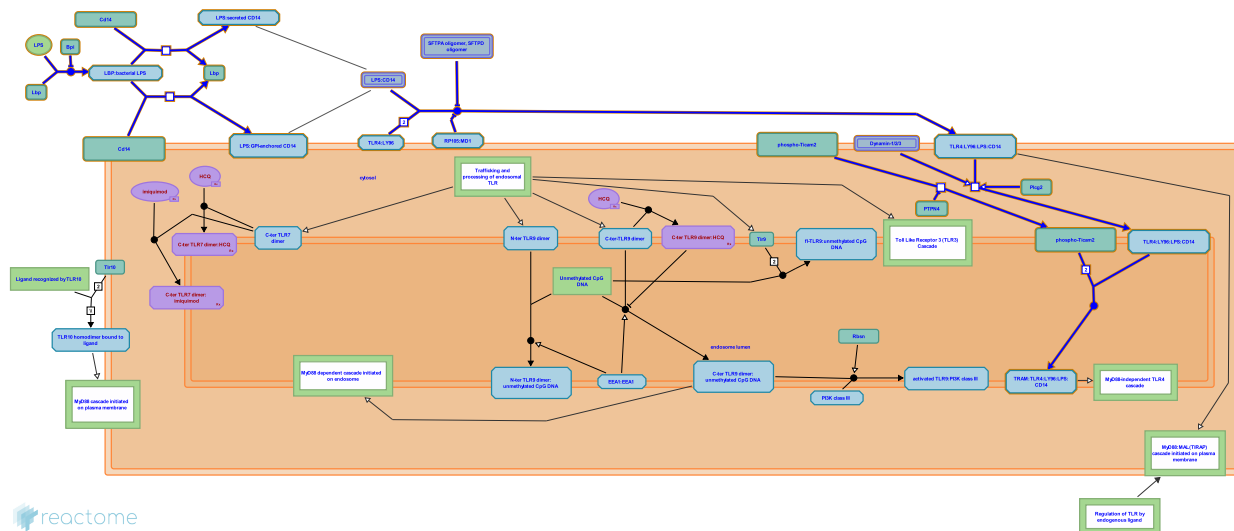 Cd14
LPS:secreted CD14
LPS
Bpi
LBP:bacterial LPS
Lbp
Lbp
SFTPA oligomer, SFTPD
oligomer
LPS:CD14
Cd14
LPS:GPI-anchored CD14
TLR4:LY96
2
RP105:MD1
phospho-Ticam2
Dynamin-1/2/3
TLR4:LY96:LPS:CD14
cytosol
Trafficking and
processing of endosomal
TLR
Imiquimod
HCQ
HCQ
PTPN4
Pkcg2
C-ter TLR7 dimer:HCQ
Rx
C-ter TLR7
dimer
N-ter TLR9 dimer
C-ter-TLR9 dimer
C-ter TLR9 dimer:HCQ
Rx
Tlr9
fl-TLR9:unmethylated CpG
DNA
Toll Like Receptor 3 (TLR3)
Cascade
phospho-Ticam2
TLR4:LY96:LPS:CD14
Tlr10
Ligand recognized by TLR10
2
C-ter TLR7 dimer:
Imiquimod
Rx
Unmethylated CpG
DNA
2
2
TLR10 homodimer bound to
ligand
endosome lumen
Rbsn
MyD88 dependent cascade initiated
on endosome
N-ter TLR9 dimer:
unmethylated CpG DNA
EEA1:EEA1
C-ter TLR9 dimer:
unmethylated CpG DNA
PI3K class III
activated TLR9:PI3K class III
TRAM:TLR4:LY96:LPS:
CD14
MyD88-independent TLR4
cascade
MyD88 cascade initiated
on plasma membrane
MyD88:MAL(TIRAP)
cascade initiated on plasma
membrane
Regulation of TLR by
endogenous ligand
reactome